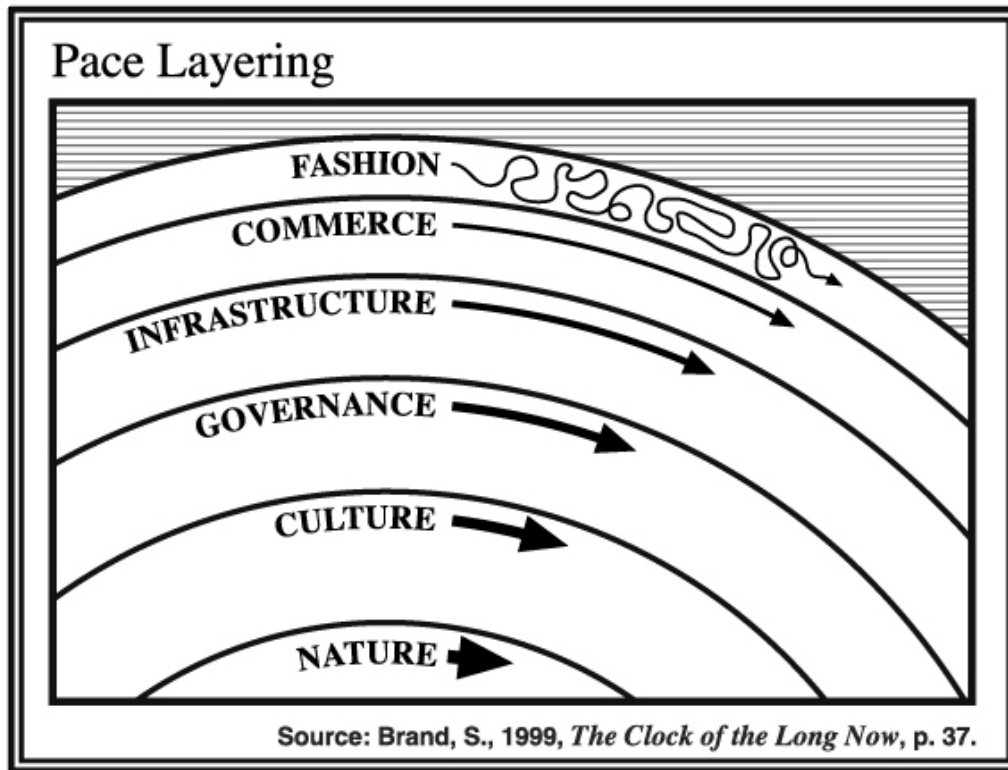 Pace Layering
FASHION
COMMERCE
INFRASTRUCTURE
GOVERNANCE
CULTURE
NATURE
Source: Brand, S., 1999, The Clock of the Long Now, p. 37.